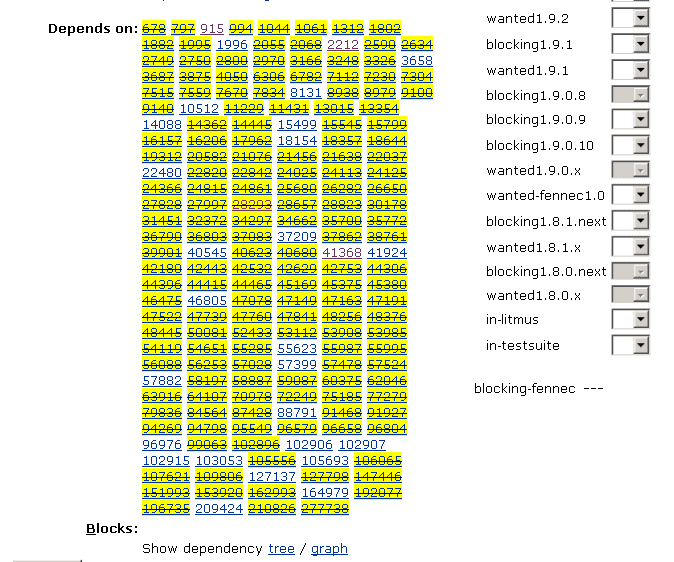 Depends on: 678 797 915 994 1044 1061 1312 1802
1882 1995 1996 2055 2068 2212 2590 2634
2749 2750 2800 2970 3166 3248 3326 3658
3687 3875 4050 6306 6782 7112 7230 7304
7515 7559 7670 7834 8131 8938 8979 9100
9140 10512 11229 11431 13015 13354
14088 14362 14445 15499 15545 15799
16157 16206 17962 18154 18357 18644
19312 20582 21076 21456 21638 22037
22480 22820 22842 24025 24113 24125
24366 24815 24861 25680 26282 26650
27828 27997 28293 28657 28823 30178
31451 32372 34297 34662 35700 35772
36790 36803 37083 37209 37862 38761
39901 40545 40623 40680 41368 41924
42180 42443 42532 42629 42753 44306
44396 44415 44465 45169 45375 45380
46475 46805 47078 47149 47163 47191
47522 47739 47760 47841 48256 48376
48445 50081 52433 53112 53908 53985
54119 54651 55285 55623 55987 55995
56088 56253 57028 57399 57478 57524
57882 58197 58887 59087 60375 62046
63916 64107 70978 72249 75185 77279
79836 84564 87428 88791 91468 91927
94269 94798 95549 96579 96658 96804
96976 99063 102896 102906 102907
102915 103053 105556 105693 106065
107621 109806 127137 127798 147446
151993 153920 162993 164979 192077
196735 209424 210826 277738
Blocks:
Show dependency tree / graph
wanted1.9.2
blocking1.9.1
wanted1.9.1
blocking1.9.0.8
blocking1.9.0.9
blocking1.9.0.10
wanted1.9.0.x
wanted-fennec1.0
blocking1.8.1.next
wanted1.8.1.x
blocking1.8.0.next
wanted1.8.0.x
in-litmus
in-testsuite
blocking-fennec ---